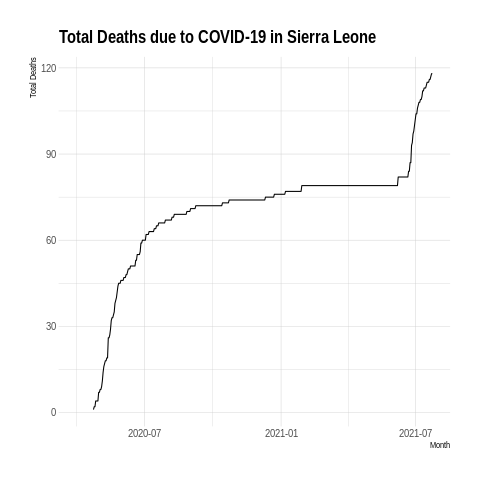 Total Deaths due to COVID-19 in Sierra Leone
Total Deaths
120
90
60
30
0
2020-07
2021-01
2021-07
Month